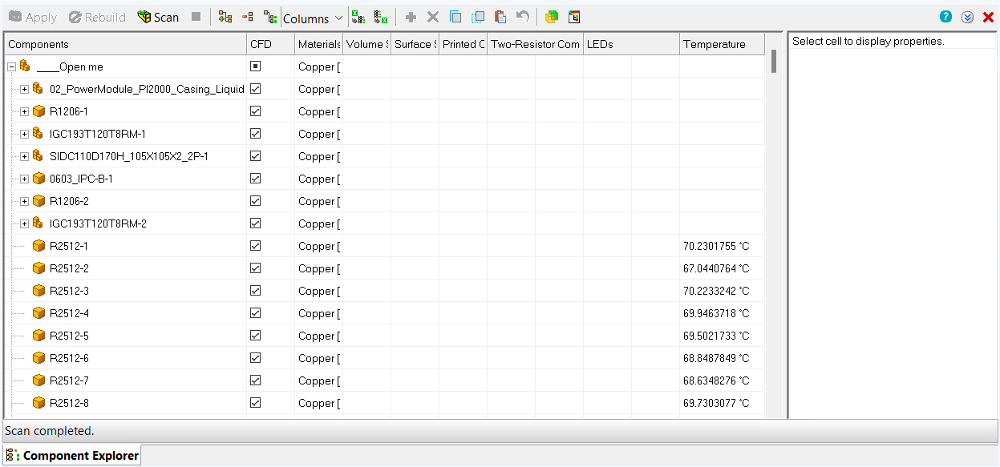 Apply Rebuild Scan Columns
Components CFD Materials Volume S Surface S Printed C Two-Resistor Com LEDs Temperature
Select cell to display properties.
____Open me Copper [
02_PowerModule_PI2000_Casing_Liquid Copper [
R1206-1 Copper [
IGC193T120T8RM-1 Copper [
SIDC110D170H_105X105X2_2P-1 Copper [
0603_IPC-B-1 Copper [
R1206-2 Copper [
IGC193T120T8RM-2 Copper [
R2512-1 Copper [ 70.2301755 °C
R2512-2 Copper [ 67.0440764 °C
R2512-3 Copper [ 70.2233242 °C
R2512-4 Copper [ 69.9463718 °C
R2512-5 Copper [ 69.5021733 °C
R2512-6 Copper [ 68.8487849 °C
R2512-7 Copper [ 68.6348276 °C
R2512-8 Copper [ 69.7303077 °C
Scan completed.
Component Explorer